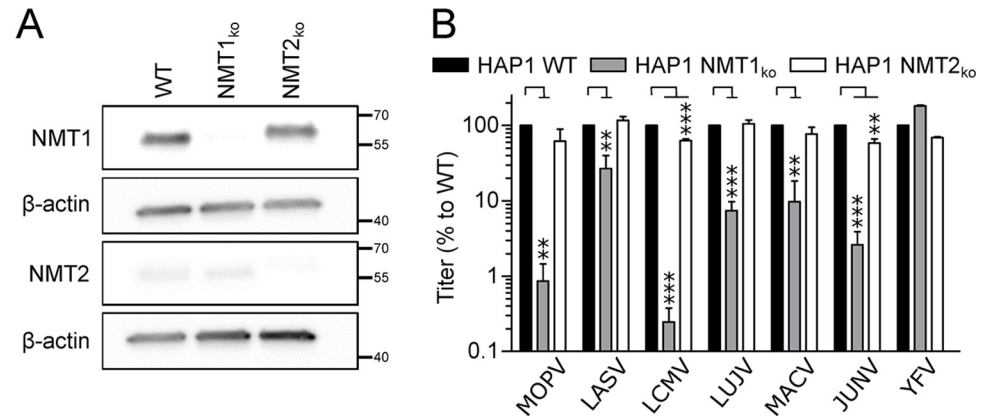 A
WT
NMT1ko
NMT2ko
NMT1
70
55
β-actin
40
NMT2
70
55
β-actin
40
B
HAP1 WT HAP1 NMT1ko HAP1 NMT2ko
Titer (% to WT)
100
10
1
0.1
**
**
***
***
***
**
***
**
MOPV LASV LCMV LUJV MACV JUNV YFV